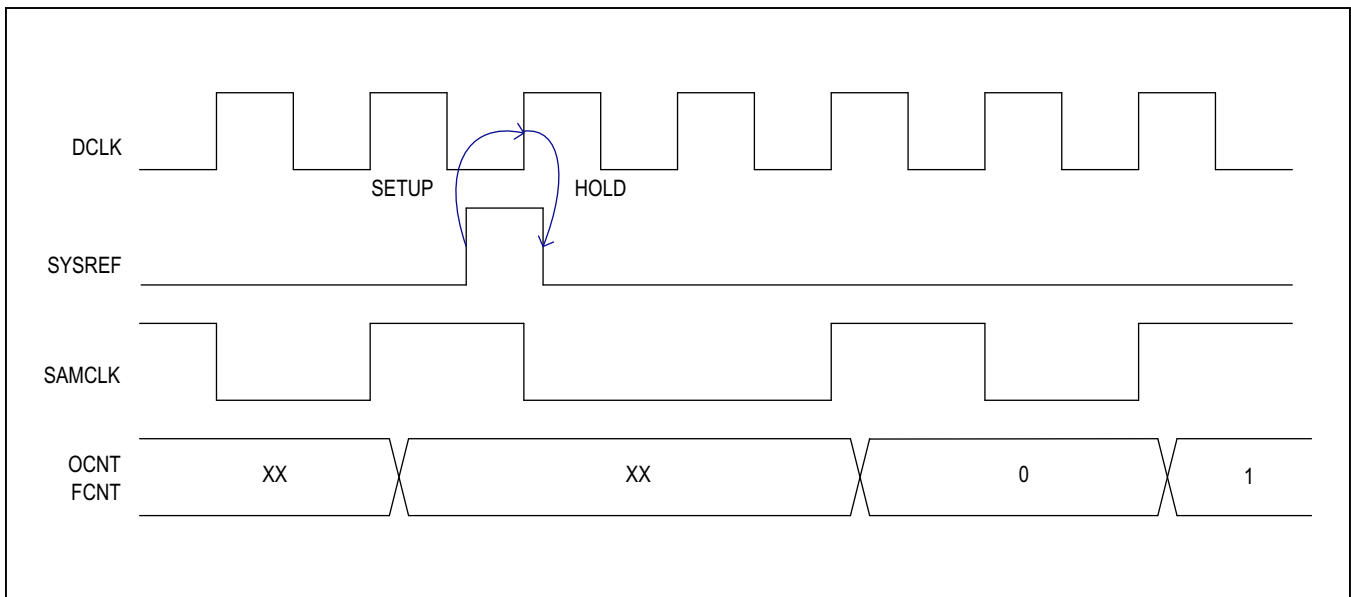 DCLK
SETUP HOLD
SYSREF
SAMCLK
OCNT
FCNT
XX XX 0 1